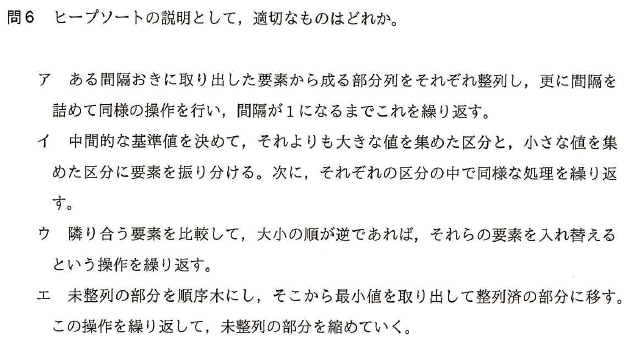 問6 ヒープソートの説明として，適切なものはどれか。
ア ある間隔おきに取り出した要素から成る部分列をそれぞれ整列し，更に間隔を
詰めて同様の操作を行い，間隔が1になるまでこれを繰り返す。
イ 中間的な基準値を決めて，それよりも大きな値を集めた区分と，小さな値を集
めた区分に要素を振り分ける。次に，それぞれの区分の中で同様な処理を繰り返
す。
ウ 隣り合う要素を比較して，大小の順が逆であれば，それらの要素を入れ替える
という操作を繰り返す。
エ 未整列の部分を順序木にし，そこから最小値を取り出して整列済の部分に移す。
この操作を繰り返して，未整列の部分を縮めていく。